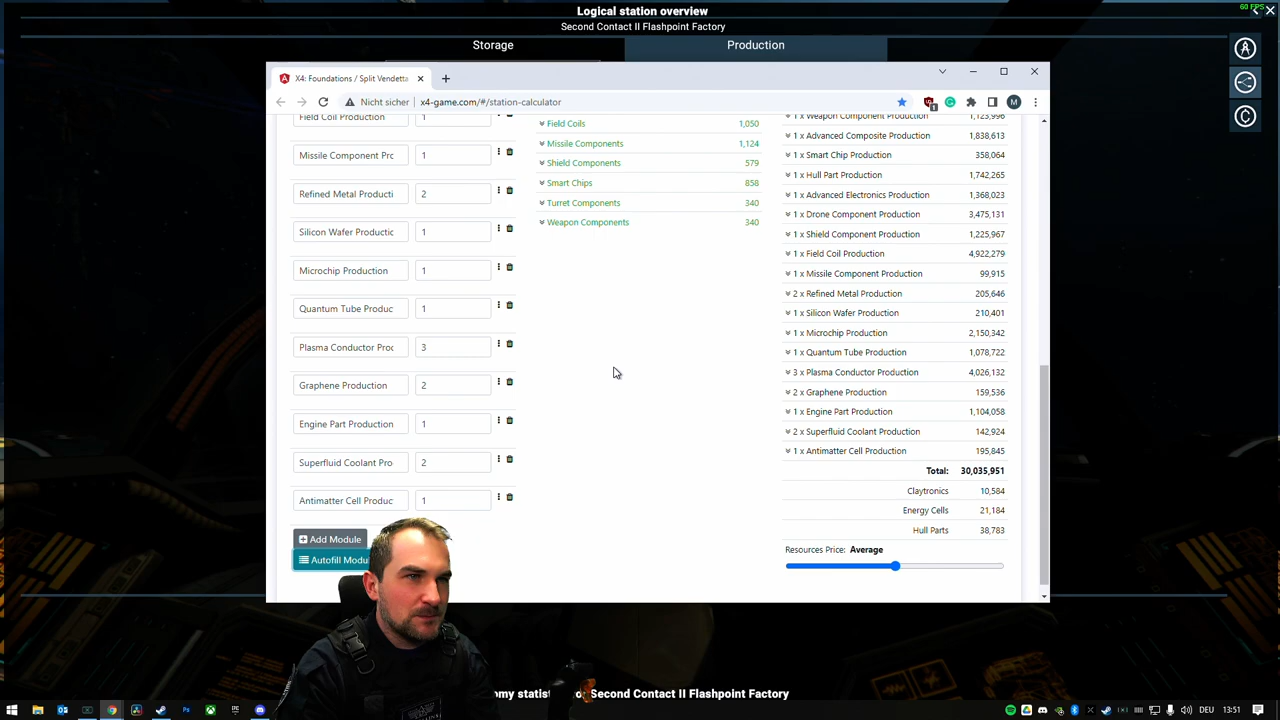 Logical station overview
60 FPS
Second Contact II Flashpoint Factory
Storage
Production
X4: Foundations / Split Vendetta
Nicht sicher
x4-game.com/#/station-calculator
M
Field Coil Production
1
Missile Component Prc
1
Refined Metal Producti
2
Silicon Wafer Productic
1
Microchip Production
1
Quantum Tube Produc
1
Plasma Conductor Proc
3
Graphene Production
2
Engine Part Production
1
Superfluid Coolant Pro
2
Antimatter Cell Produc
1
Add Module
Autofill Modu
Field Coils 1,050
Missile Components 1,124
Shield Components 579
Smart Chips 858
Turret Components 340
Weapon Components 340
1 x Weapon Component Production 1,123,996
1 x Advanced Composite Production 1,838,613
1 x Smart Chip Production 358,064
1 x Hull Part Production 1,742,265
1 x Advanced Electronics Production 1,368,023
1 x Drone Component Production 3,475,131
1 x Shield Component Production 1,225,967
1 x Field Coil Production 4,922,279
1 x Missile Component Production 99,915
2 x Refined Metal Production 205,646
1 x Silicon Wafer Production 210,401
1 x Microchip Production 2,150,342
1 x Quantum Tube Production 1,078,722
3 x Plasma Conductor Production 4,026,132
2 x Graphene Production 159,536
1 x Engine Part Production 1,104,058
2 x Superfluid Coolant Production 142,924
1 x Antimatter Cell Production 195,845
Total: 30,035,951
Claytronics 10,584
Energy Cells 21,184
Hull Parts 38,783
Resources Price: Average
Second Contact II Flashpoint Factory
DEU
13:51